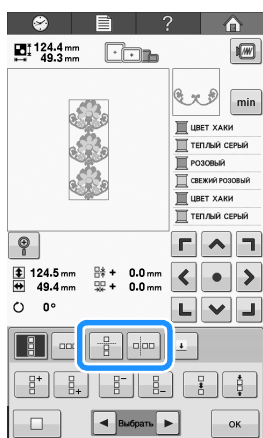 ?
124.4 mm
49.3 mm
min
ЦВЕТ ХАКИ
ТЕПЛЫЙ СЕРЫЙ
РОЗОВЫЙ
СВЕЖИЙ РОЗОВЫЙ
ЦВЕТ ХАКИ
ТЕПЛЫЙ СЕРЫЙ
124.5 mm + 0.0 mm
49.4 mm + 0.0 mm
0°
Выбрать
OK